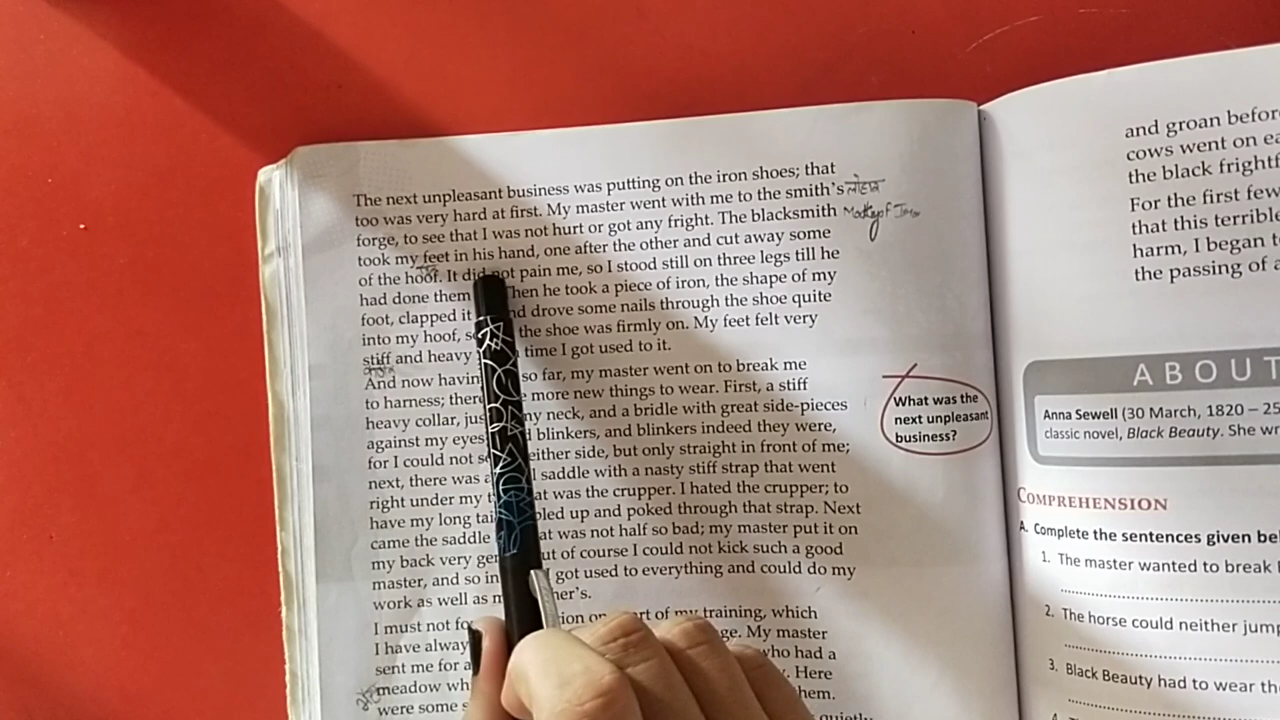 The next unpleasant business was putting on the iron shoes; that
too was very hard at first. My master went with me to the smith's लोहार
forge, to see that I was not hurt or got any fright. The blacksmith
took my feet in his hand, one after the other and cut away some
of the hoof. It did not pain me, so I stood still on three legs till he
had done them hen he took a piece of iron, the shape of my
foot, clapped it nd drove some nails through the shoe quite
into my hoof, s the shoe was firmly on. My feet felt very
stiff and heavy time I got used to it.
And now havin so far, my master went on to break me
to harness; ther more new things to wear. First, a stiff
heavy collar, jus my neck, and a bridle with great side-pieces
against my eyes blinkers, and blinkers indeed they were,
for I could not s either side, but only straight in front of me;
next, there was a l saddle with a nasty stiff strap that went
right under my t at was the crupper. I hated the crupper; to
have my long tai bled up and poked through that strap. Next
came the saddle at was not half so bad; my master put it on
my back very ge ut of course I could not kick such a good
master, and so in got used to everything and could do my
work as well as m her's.
I must not fo ion on rt of my training, which
I have alway ge. My master
sent me for a who had a
meadow wh . Here
were some s hem.
quietly
What was the
next unpleasant
business?
and groan before
cows went on ea
the black frightf
For the first few
that this terrible
harm, I began to
the passing of a
ABOUT
Anna Sewell (30 March, 1820 – 25
classic novel, Black Beauty. She wr
COMPREHENSION
A. Complete the sentences given be
1. The master wanted to break
2. The horse could neither jump
3. Black Beauty had to wear the